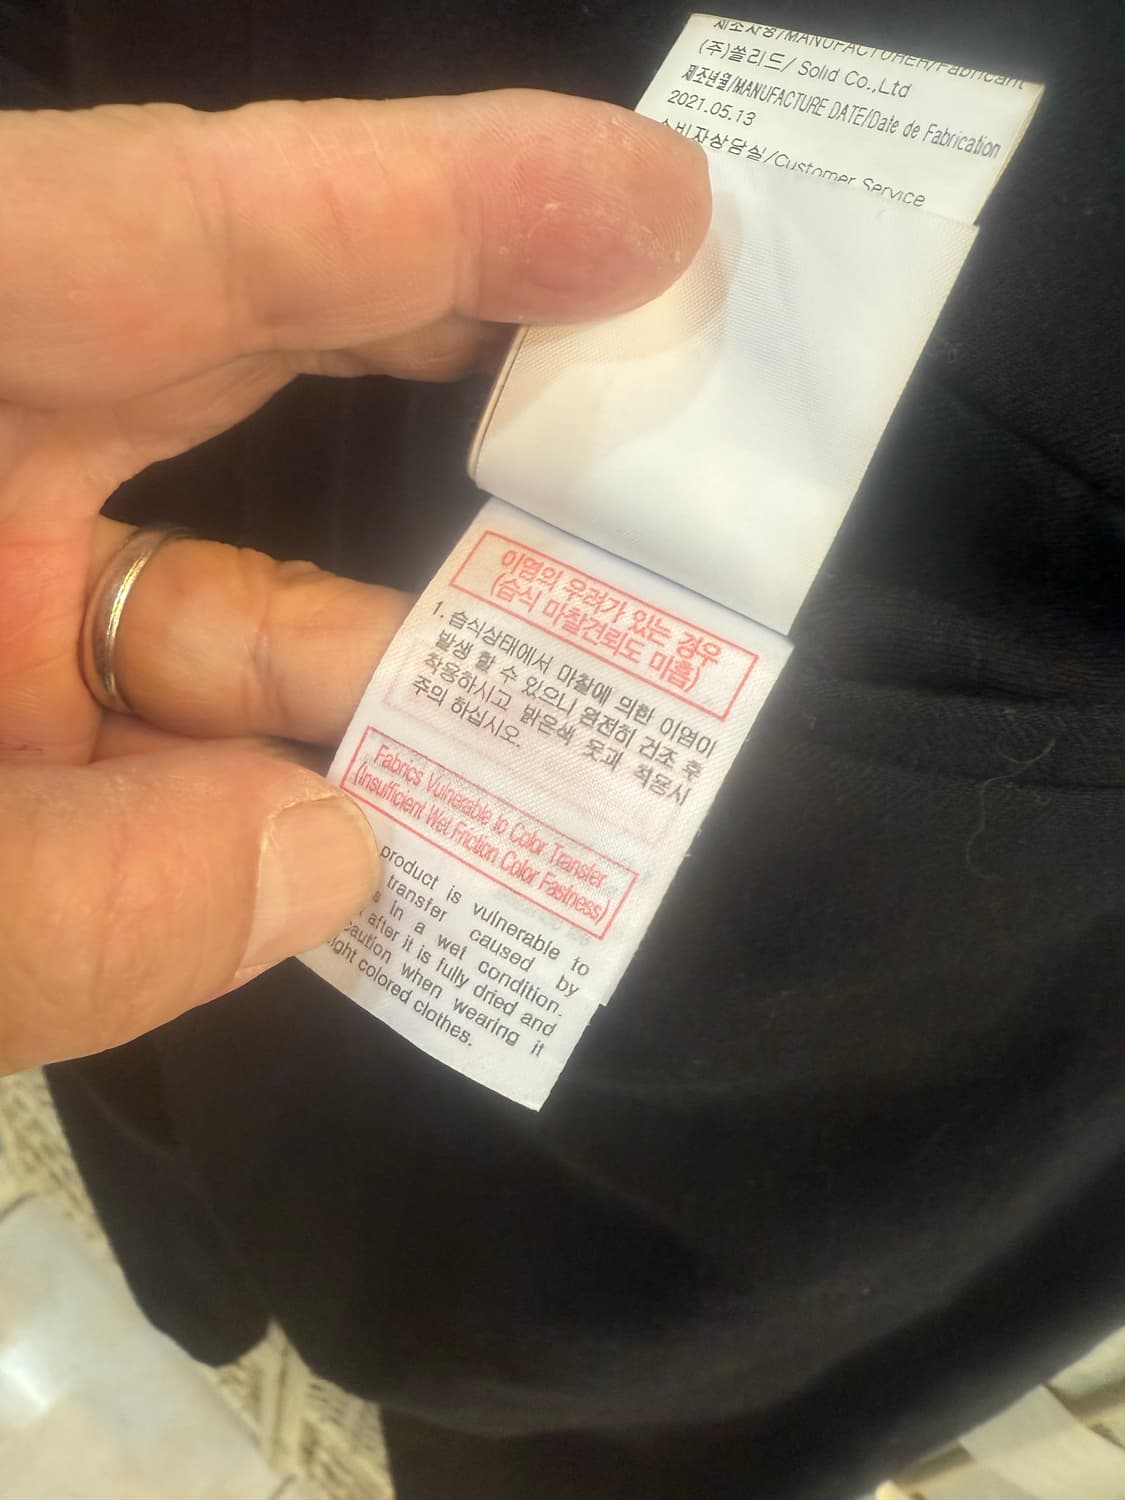 제조사명/MANUFACTURER/Fabricant
(주)쏠리드/ Solid Co.,Ltd
제조년월/MANUFACTURE DATE/Date de Fabrication
2021.05.13
소비자상담실/Customer Service
이염의 우려가 있는 경우
(습식 마찰견뢰도 미흡)
1. 습식상태에서 마찰에 의한 이염이
발생 할 수 있으니 완전히 건조 후
착용하시고 밝은색 옷과 착용시
주의 하십시오.
Fabrics Vulnerable to Color Transfer
(Insufficient Wet Friction Color Fastness)
product is vulnerable to
transfer caused by
In a wet condition.
after it is fully dried and
caution when wearing it
light colored clothes.